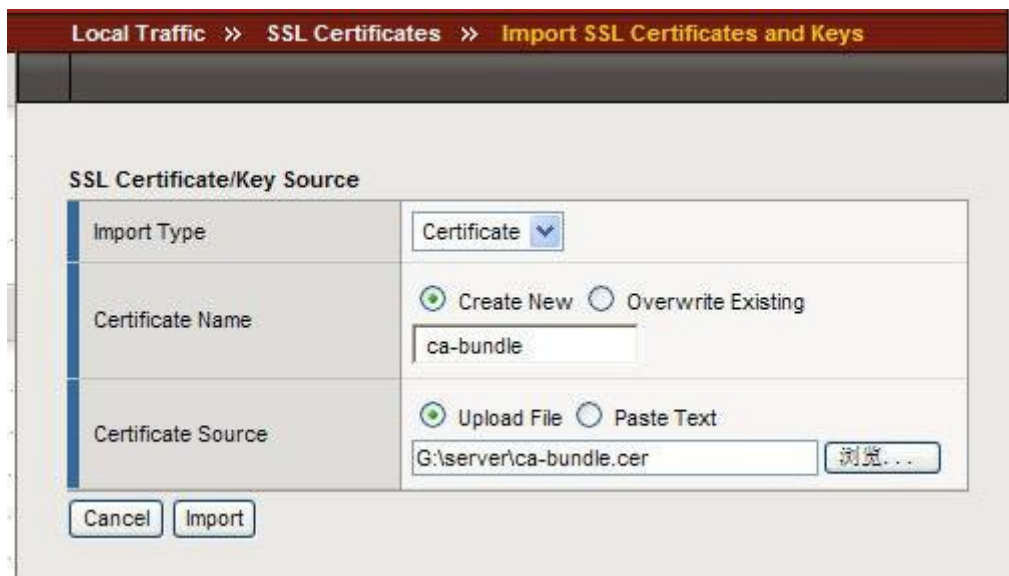 Local Traffic » SSL Certificates » Import SSL Certificates and Keys
SSL Certificate/Key Source
Import Type
Certificate
Certificate Name
Create New Overwrite Existing
ca-bundle
Certificate Source
Upload File Paste Text
G:\server\ca-bundle.cer 浏览...
Cancel Import